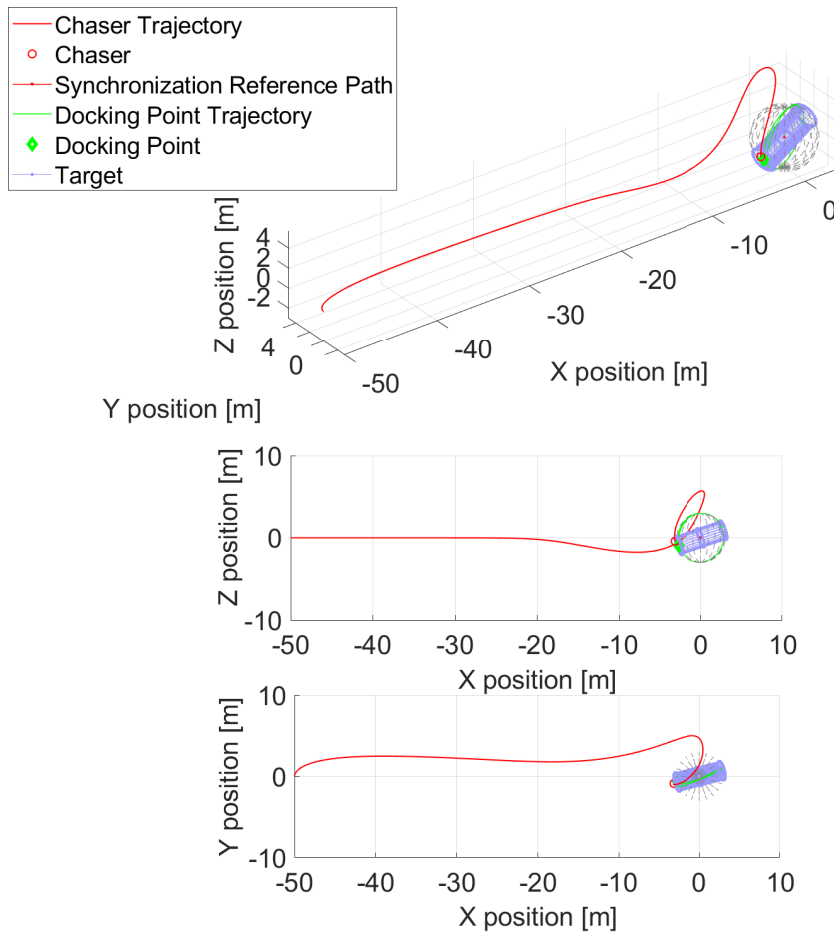 Chaser Trajectory
Chaser
Synchronization Reference Path
Docking Point Trajectory
Docking Point
Target
Z position [m]
4
2
0
-2
4
0
Y position [m]
-50
-40
-30
-20
-10
0
X position [m]
Z position [m]
10
0
-10
-50
-40
-30
-20
-10
0
10
X position [m]
Y position [m]
10
0
-10
-50
-40
-30
-20
-10
0
10
X position [m]